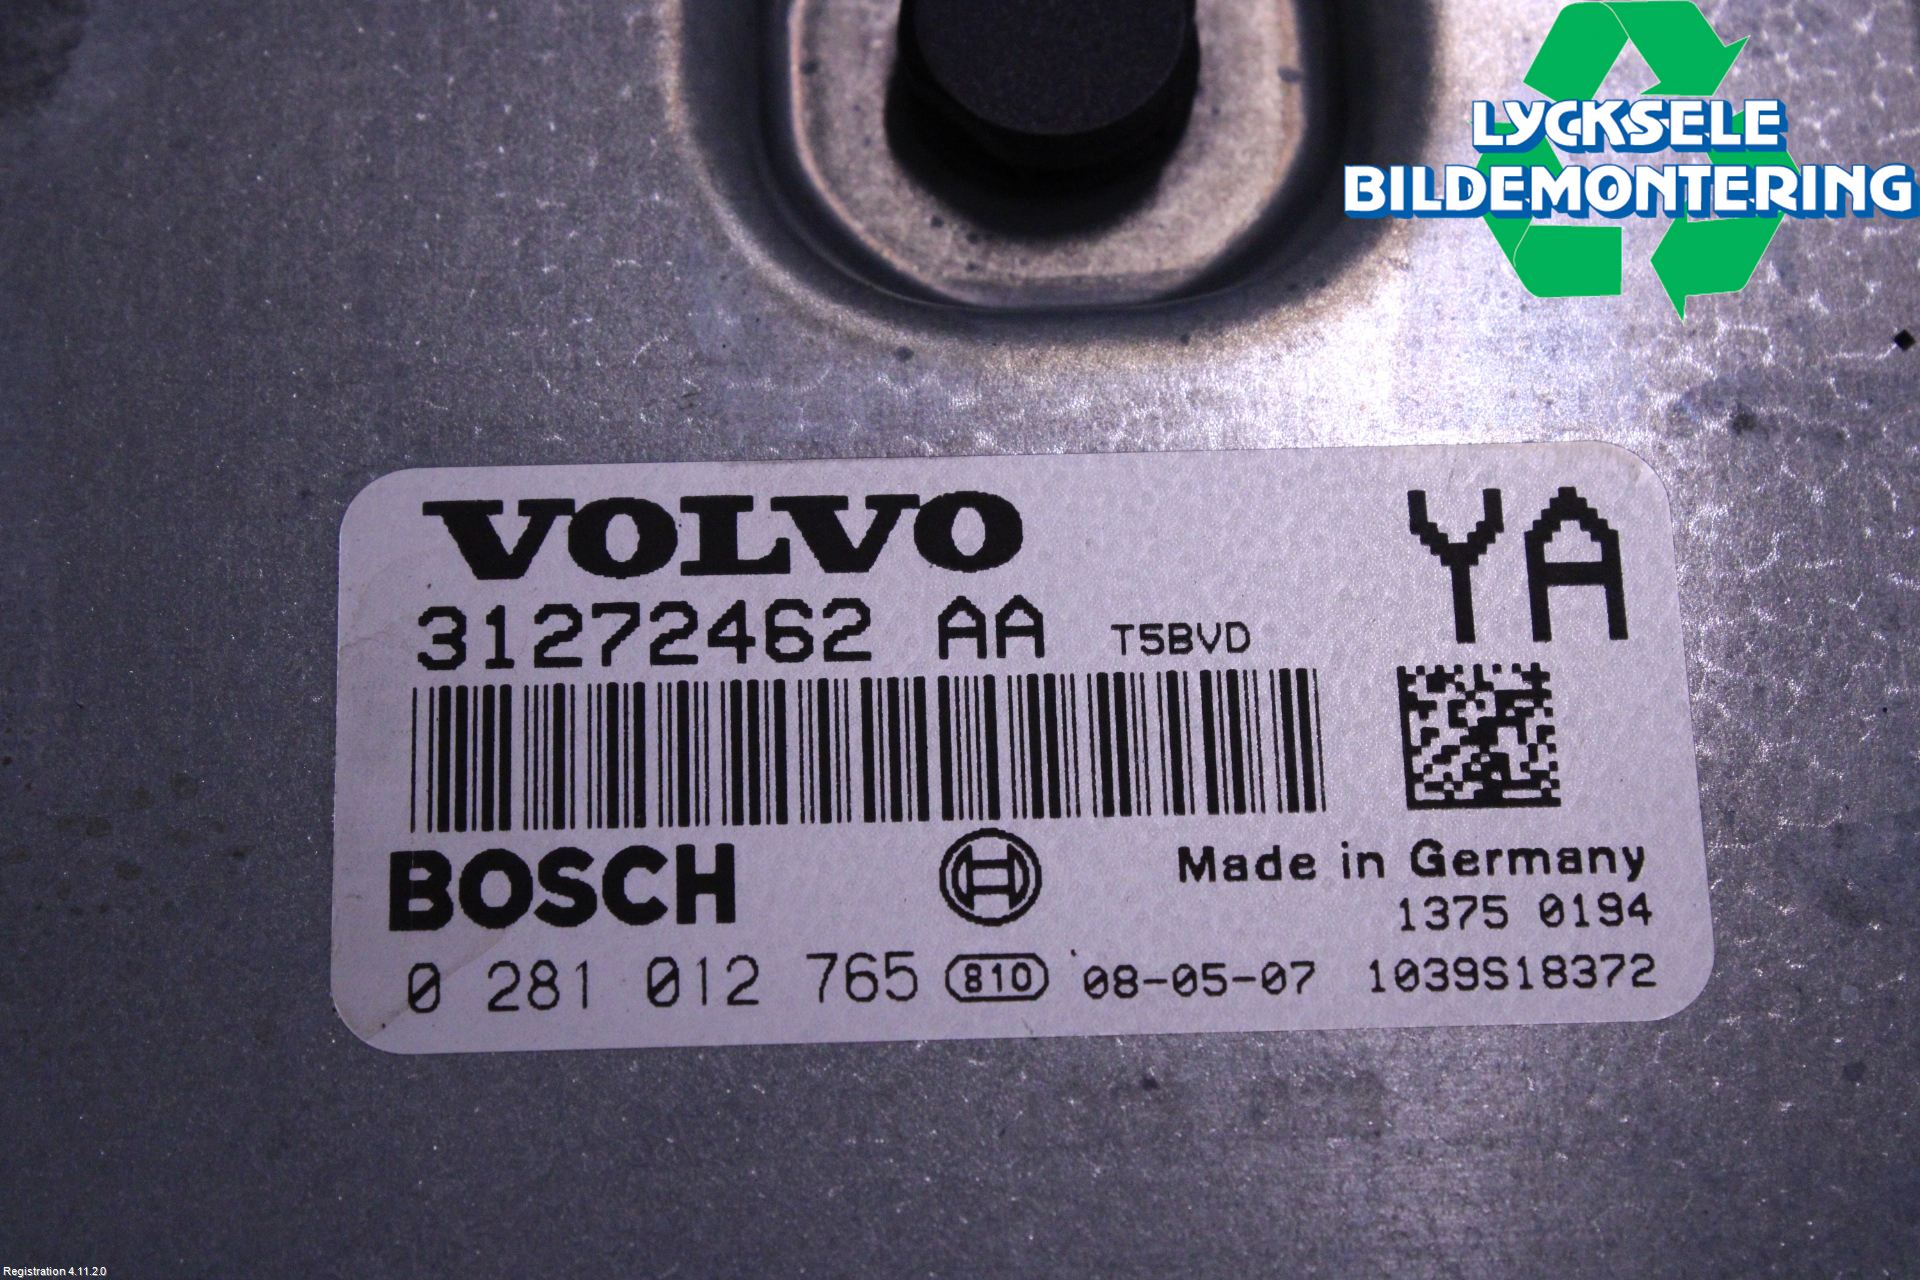 LYCKSELE
BILDEMONTERING
VOLVO
YA
31272462 AA T5BVD
BOSCH
Made in Germany
1375 0194
0 281 012 765 810 08-05-07 1039S18372
Registration 4.11.2.0